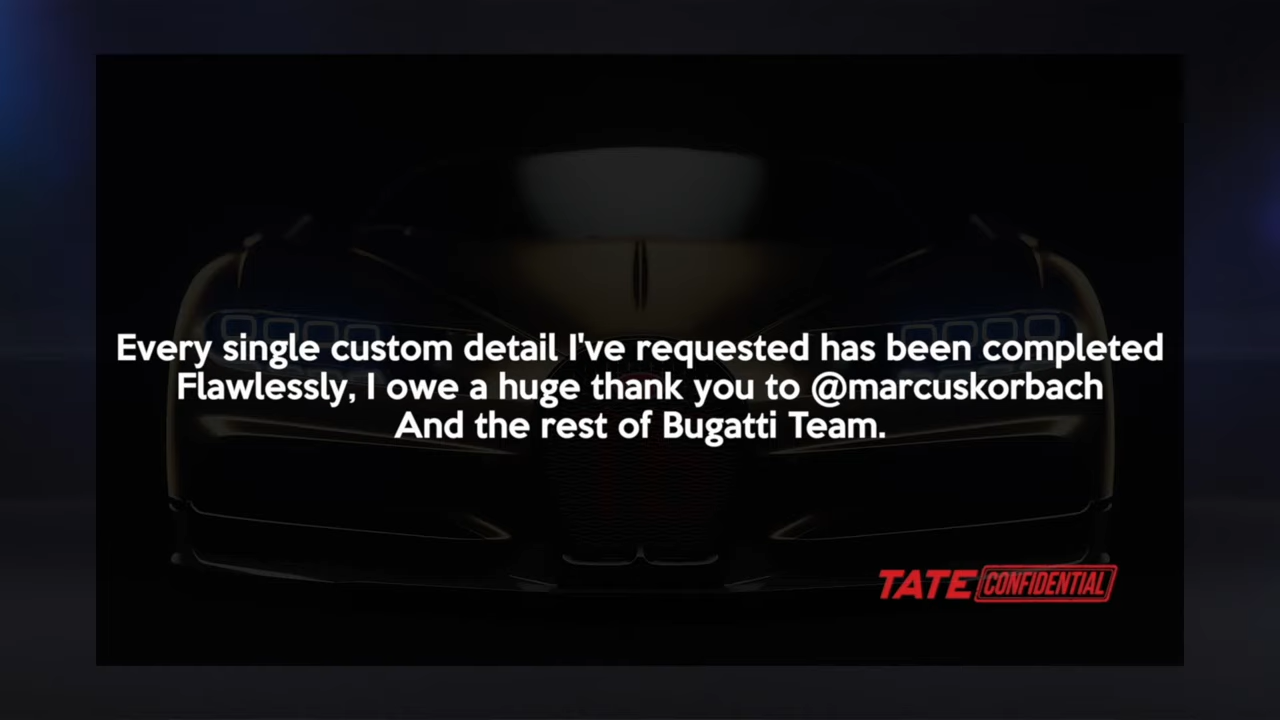 Every single custom detail I've requested has been completed
Flawlessly, I owe a huge thank you to @marcuskorbach
And the rest of Bugatti Team.
TATE CONFIDENTIAL